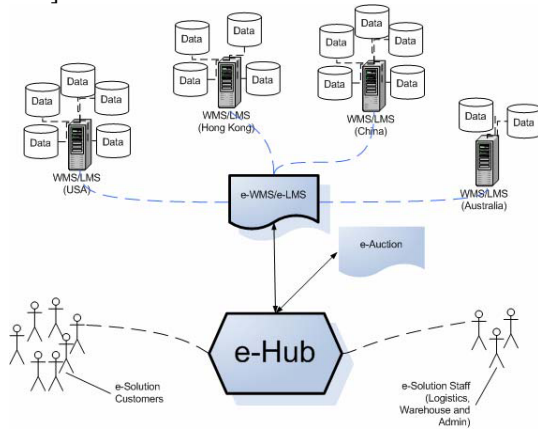 Data
Data
Data
Data
WMS/LMS
(Hong Kong)
Data
Data
Data
Data
Data
WMS/LMS
(China)
Data
Data
Data
Data
Data
WMS/LMS
(USA)
Data
Data
WMS/LMS
(Australia)
e-WMS/e-LMS
e-Auction
e-Hub
e-Solution
Customers
e-Solution Staff
(Logistics,
Warehouse and
Admin)